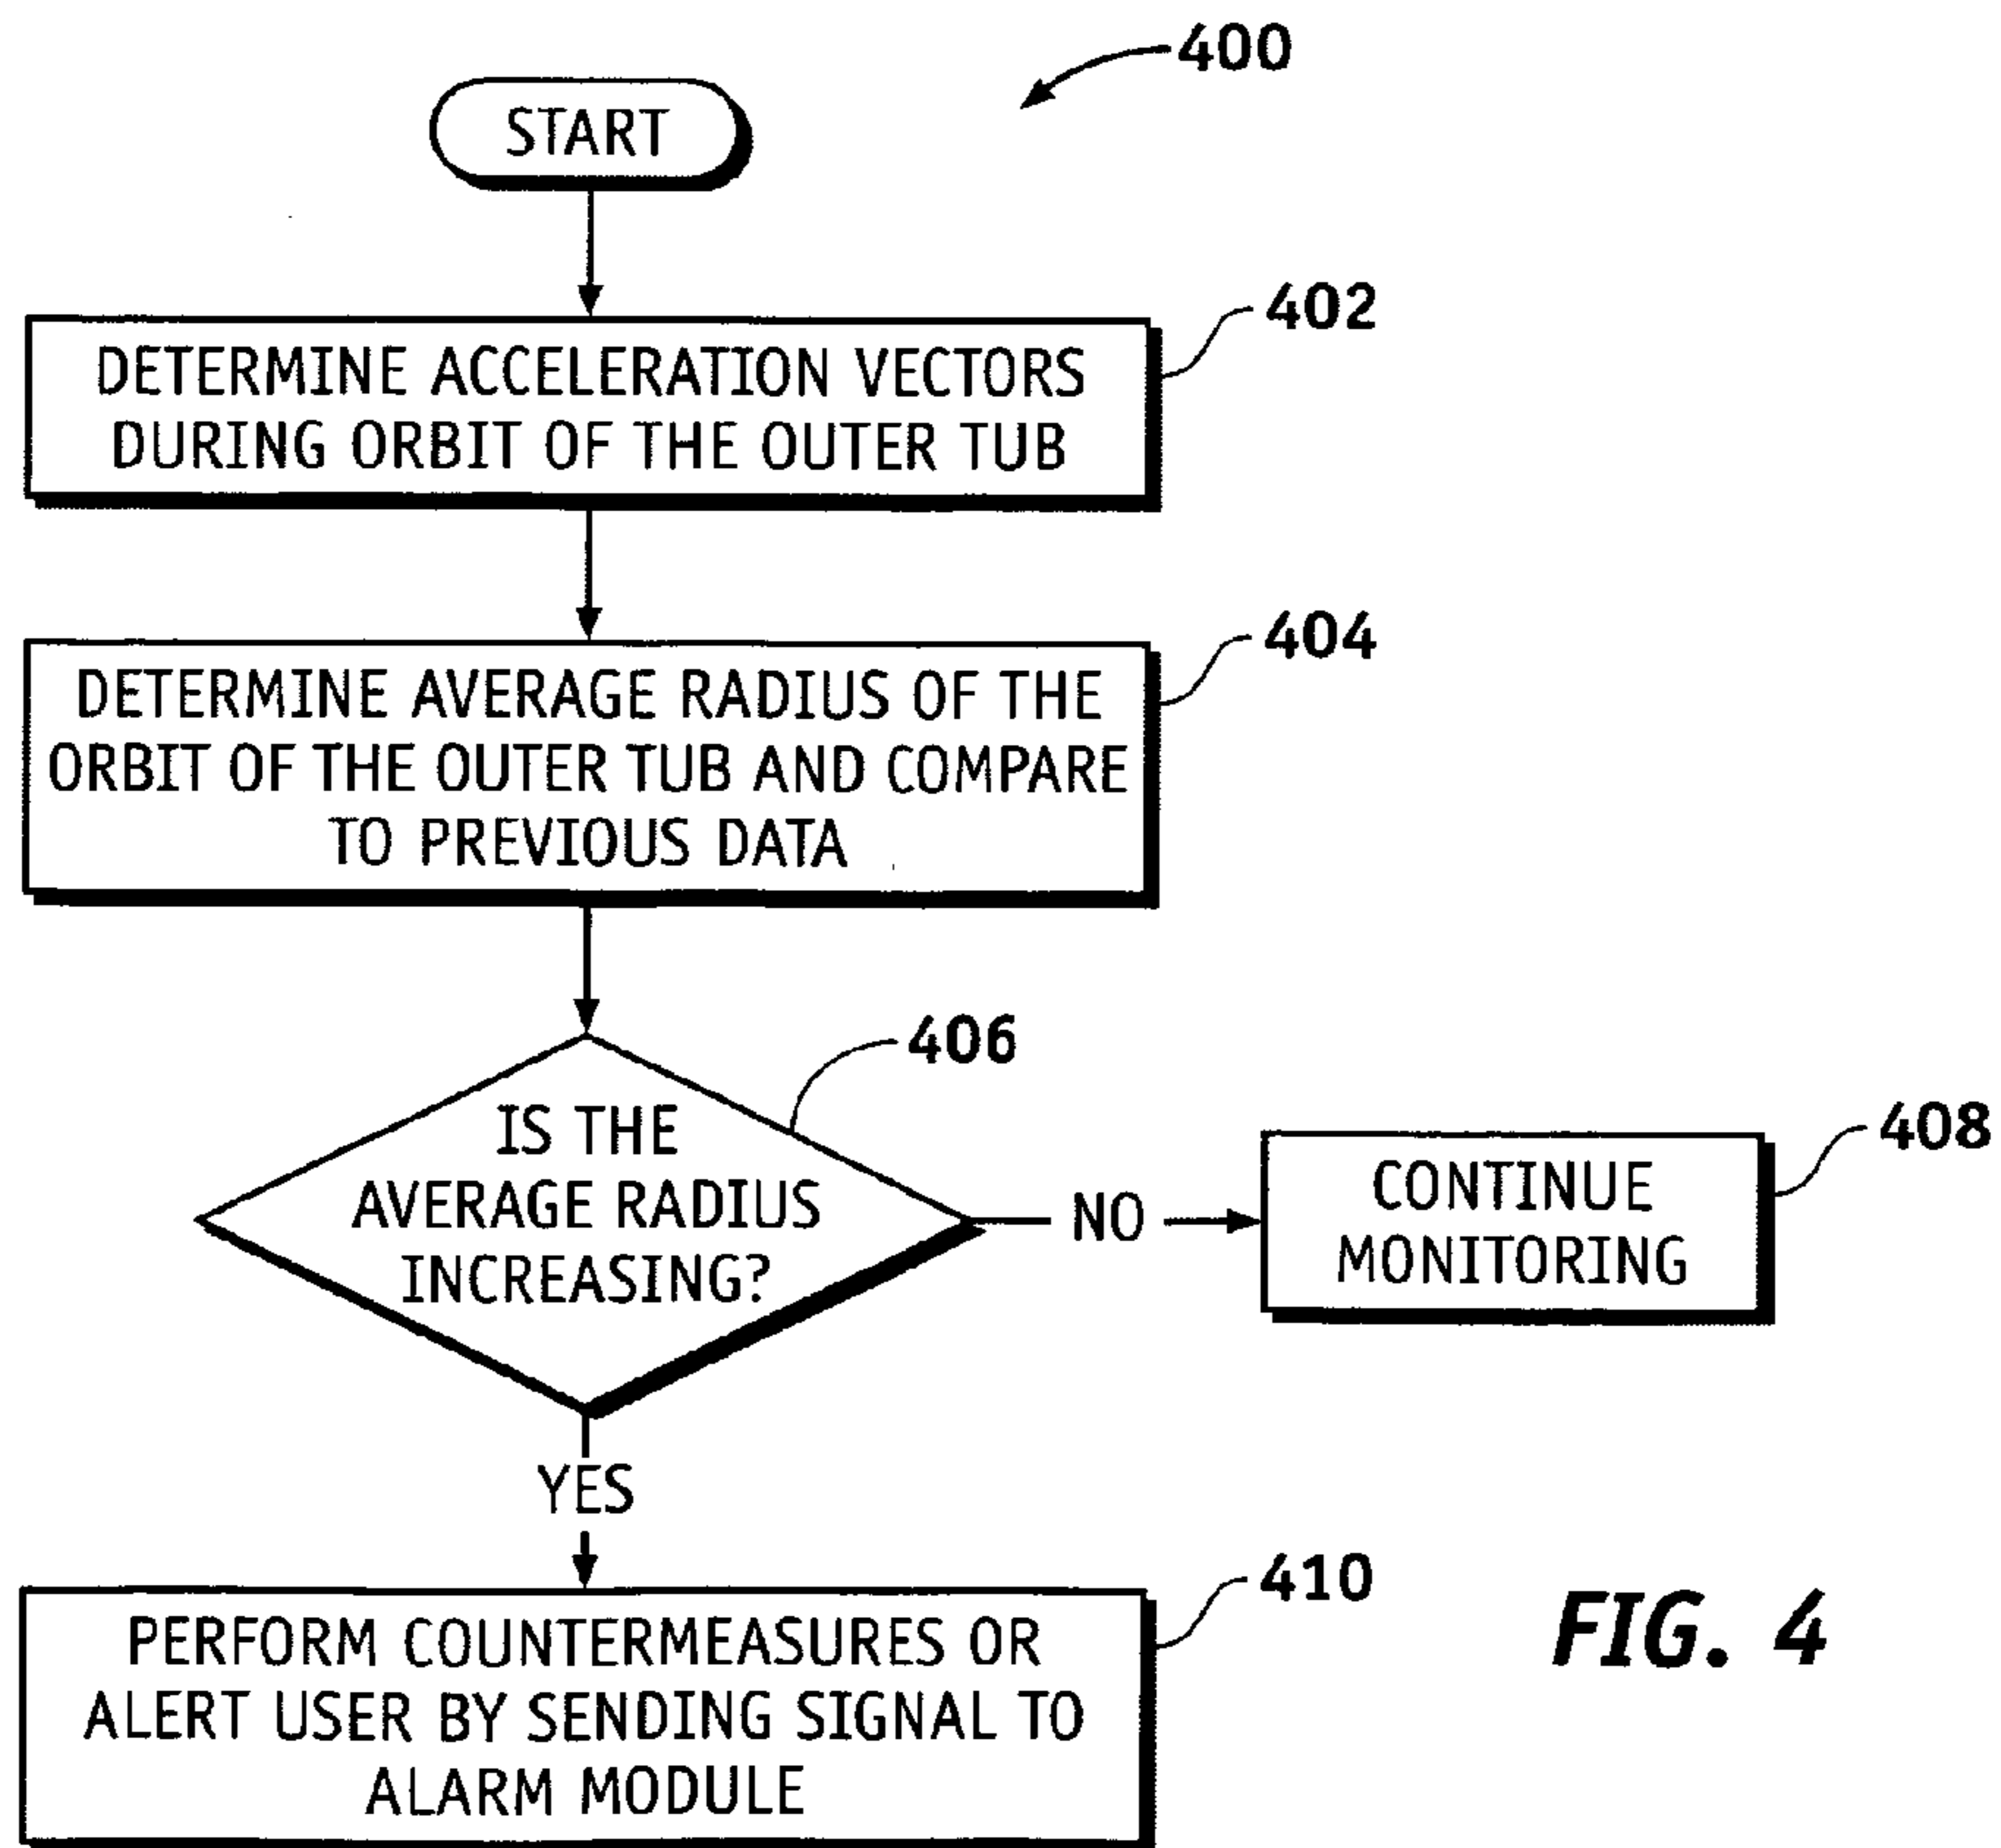 400
START
402
DETERMINE ACCELERATION VECTORS
DURING ORBIT OF THE OUTER TUB
404
DETERMINE AVERAGE RADIUS OF THE
ORBIT OF THE OUTER TUB AND COMPARE
TO PREVIOUS DATA
406
IS THE
AVERAGE RADIUS
INCREASING?
NO
408
CONTINUE
MONITORING
YES
410
PERFORM COUNTERMEASURES OR
ALERT USER BY SENDING SIGNAL TO
ALARM MODULE
FIG. 4